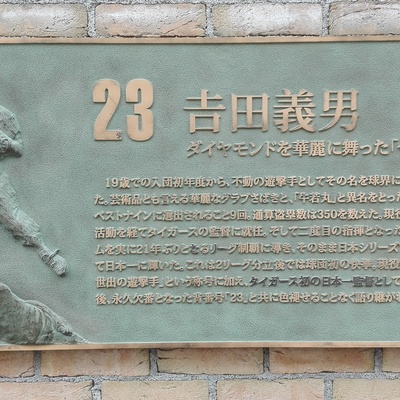 23 吉田義男
ダイヤモンドを華麗に舞った「
19歳での入団初年度から、不動の遊撃手としてその名を球界に
た。芸術品とも言える華麗なグラブさばきと、「牛若丸」と異名をとった
ベストナインに選出されること9回。通算盗塁数は350を数えた。現役
活動を経てタイガースの監督に就任。そして二度目の指揮となった
ムを実に21年ぶりとなるリーグ制覇に導き、そのまま日本シリーズ
て日本一に輝いた。これは2リーグ分立後では球団初の快挙。現役
世出の遊撃手」という称号に加え、タイガース初の日本一監督として
後、永久欠番となった背番号「23」と共に色褪せることなく語り継が